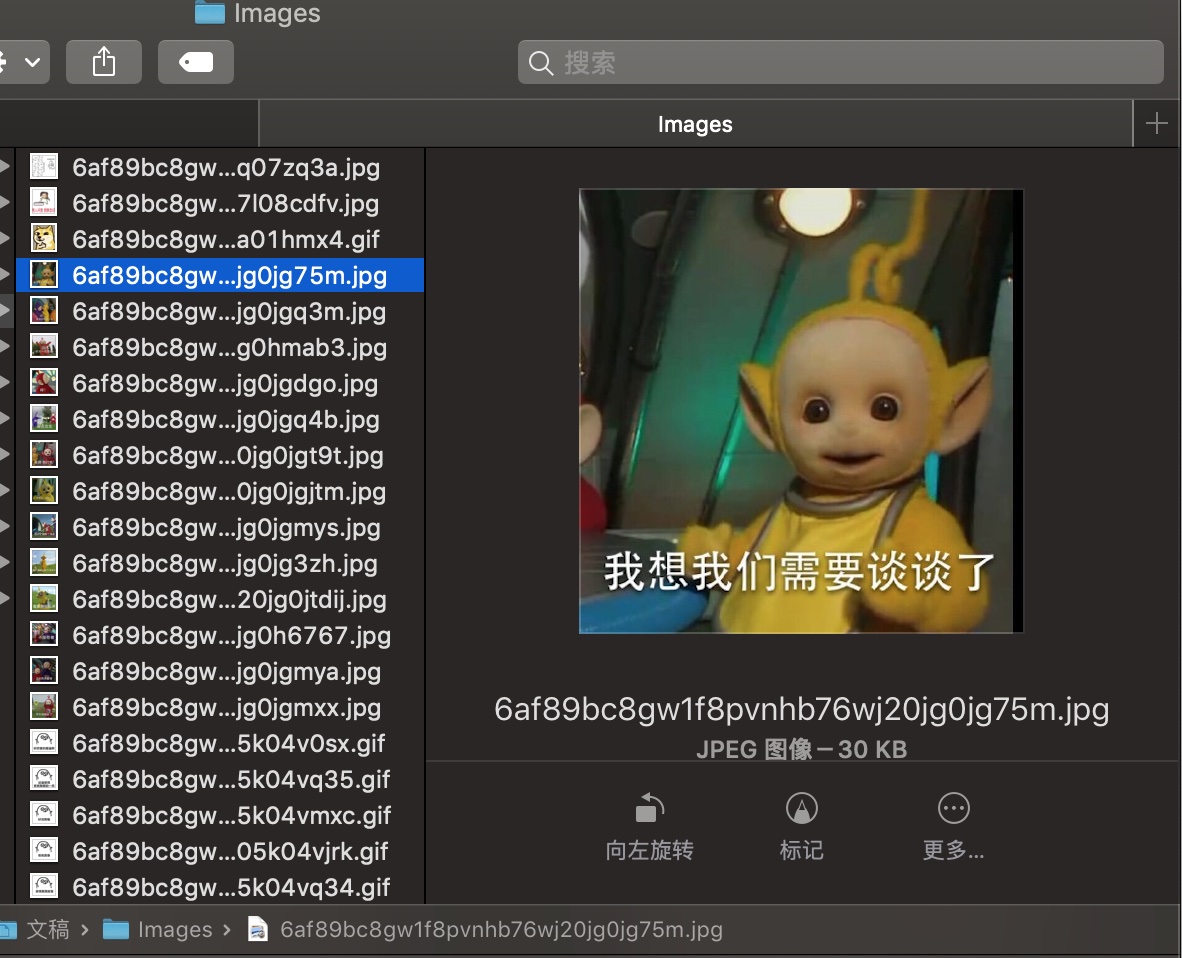 Images
搜索
Images
6af89bc8gw...q07zq3a.jpg
6af89bc8gw...7l08cdfv.jpg
6af89bc8gw...a01hmx4.gif
6af89bc8gw...jg0jg75m.jpg
6af89bc8gw...jg0jgq3m.jpg
6af89bc8gw...g0hmab3.jpg
6af89bc8gw...jg0jgdgo.jpg
6af89bc8gw...jg0jgq4b.jpg
6af89bc8gw...0jg0jgt9t.jpg
6af89bc8gw...0jg0jgjtm.jpg
6af89bc8gw...jg0jgmys.jpg
6af89bc8gw...jg0jg3zh.jpg
6af89bc8gw...20jg0jtdij.jpg
6af89bc8gw...jg0h6767.jpg
6af89bc8gw...jg0jgmya.jpg
6af89bc8gw...jg0jgmxx.jpg
6af89bc8gw...5k04v0sx.gif
6af89bc8gw...5k04vq35.gif
6af89bc8gw...5k04vmxc.gif
6af89bc8gw...05k04vjrk.gif
6af89bc8gw...5k04vq34.gif
我想我们需要谈谈了
6af89bc8gw1f8pvnhb76wj20jg0jg75m.jpg
JPEG 图像 – 30 KB
向左旋转
标记
更多...
文稿 › Images › 6af89bc8gw1f8pvnhb76wj20jg0jg75m.jpg